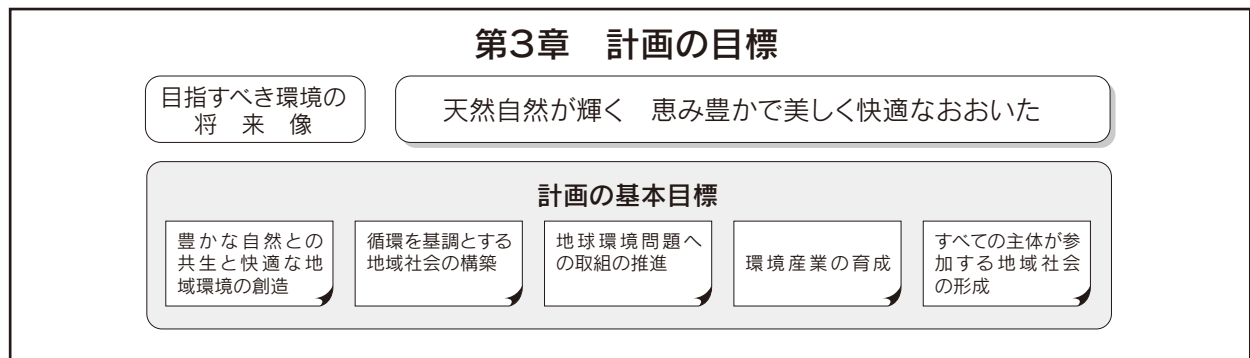 第3章　計画の目標
目指すべき環境の
将　来　像
天然自然が輝く　恵み豊かで美しく快適なおおいた
計画の基本目標
豊かな自然との
共生と快適な地
域環境の創造
循環を基調とする
地域社会の構築
地球環境問題へ
の取組の推進
環境産業の育成
すべての主体が参
加する地域社会
の形成